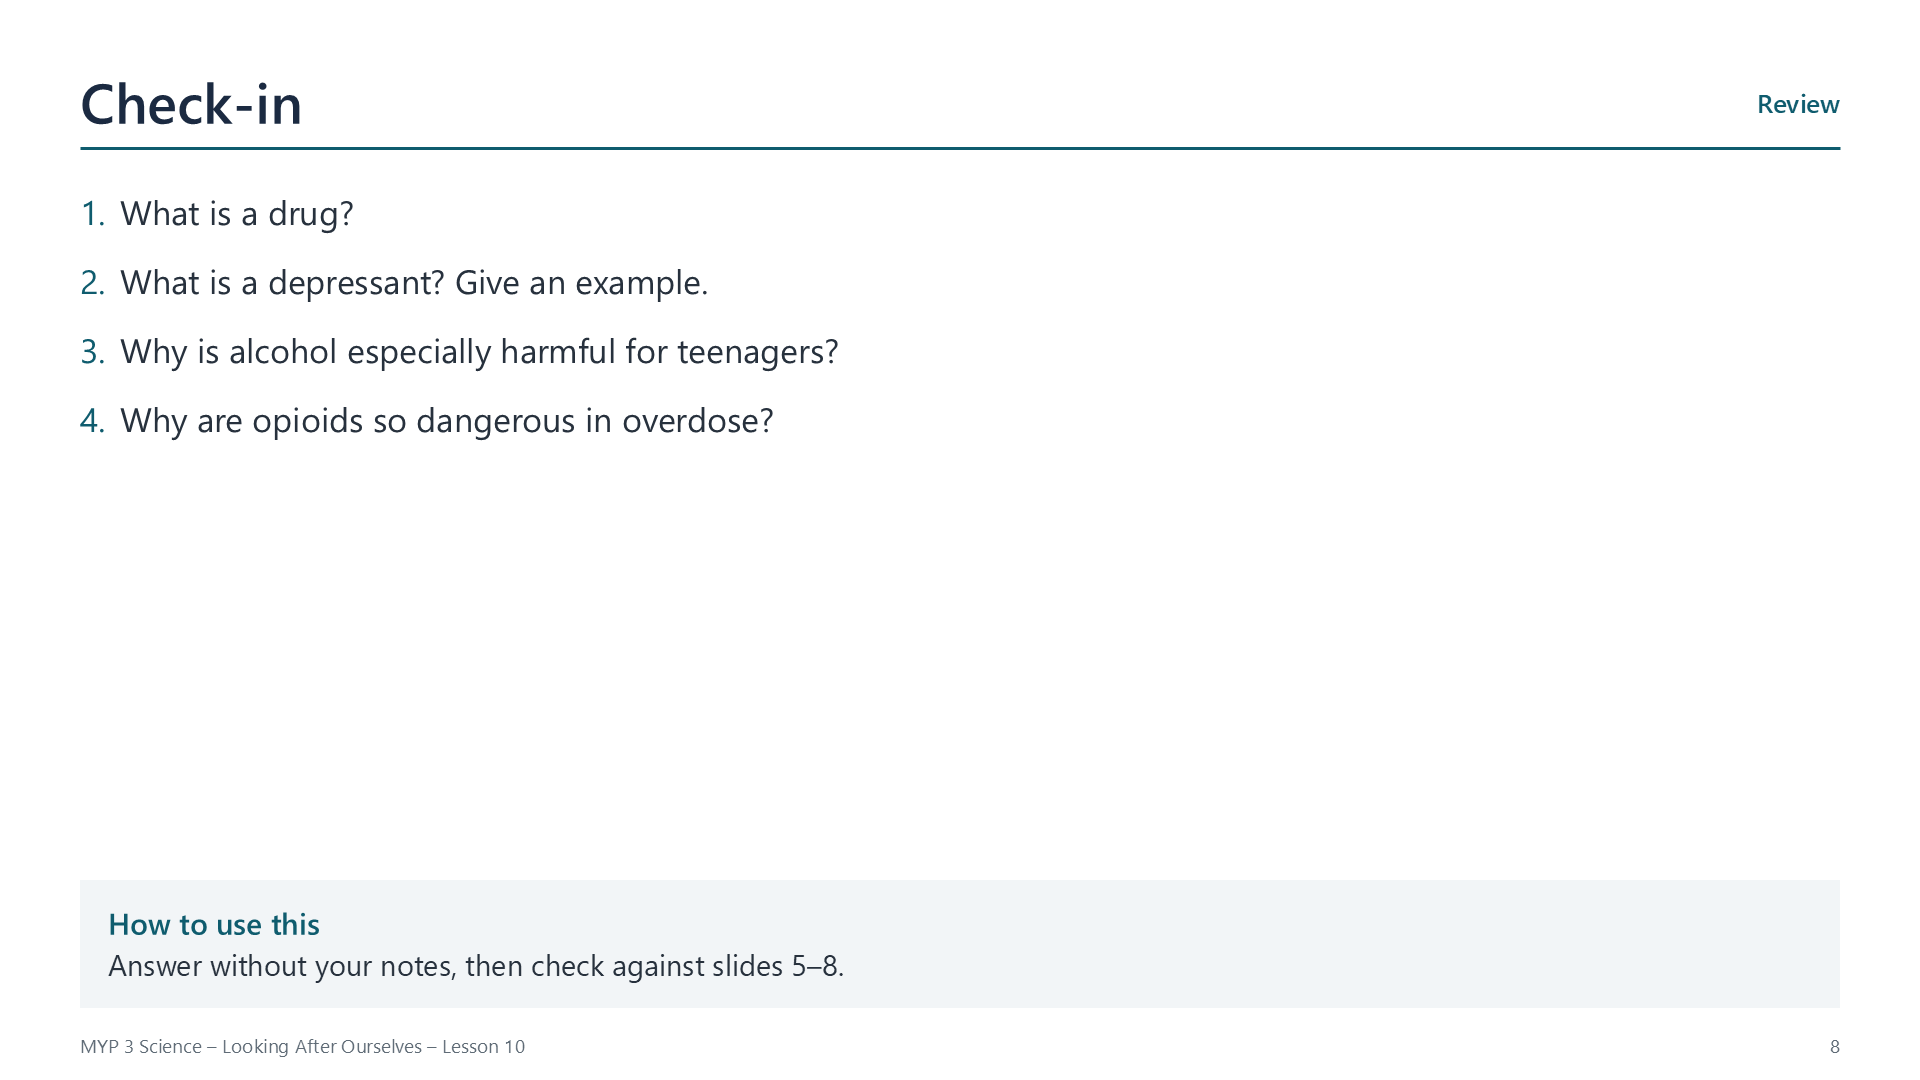 Check-in
Review
1. What is a drug?
2. What is a depressant? Give an example.
3. Why is alcohol especially harmful for teenagers?
4. Why are opioids so dangerous in overdose?
How to use this
Answer without your notes, then check against slides 5–8.
MYP 3 Science – Looking After Ourselves – Lesson 10
8